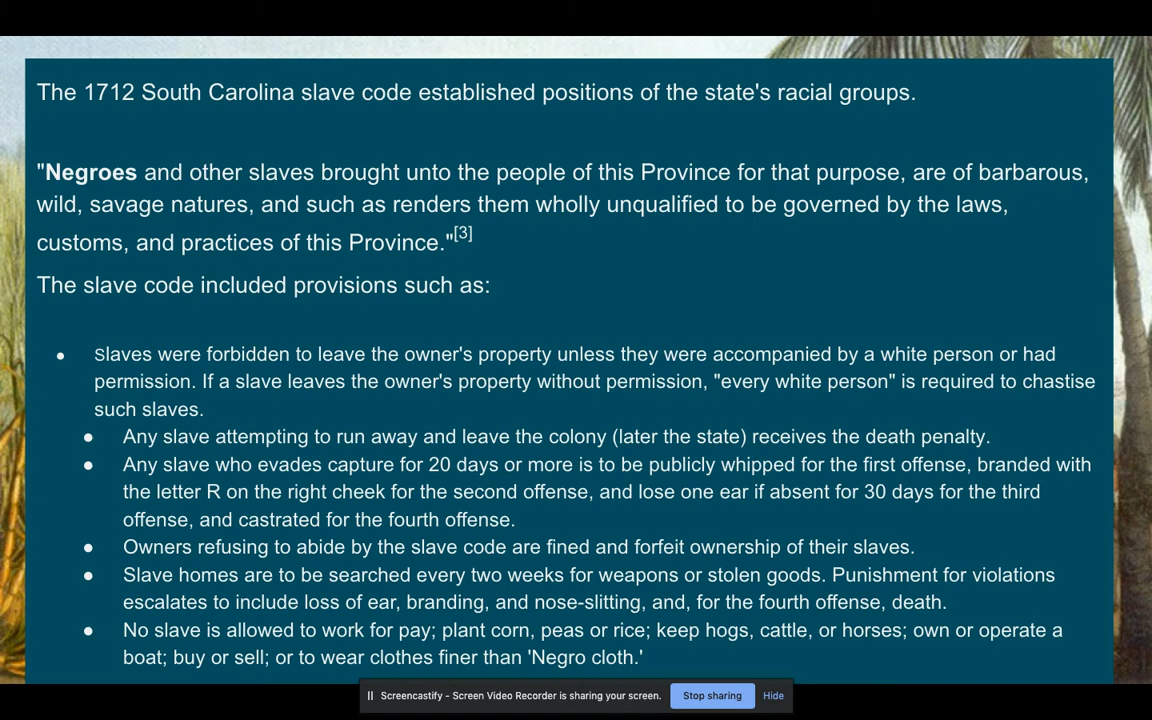 The 1712 South Carolina slave code established positions of the state's racial groups.
"Negroes and other slaves brought unto the people of this Province for that purpose, are of barbarous,
wild, savage natures, and such as renders them wholly unqualified to be governed by the laws,
customs, and practices of this Province."[3]
The slave code included provisions such as:
● Slaves were forbidden to leave the owner's property unless they were accompanied by a white person or had
permission. If a slave leaves the owner's property without permission, "every white person" is required to chastise
such slaves.
● Any slave attempting to run away and leave the colony (later the state) receives the death penalty.
● Any slave who evades capture for 20 days or more is to be publicly whipped for the first offense, branded with
the letter R on the right cheek for the second offense, and lose one ear if absent for 30 days for the third
offense, and castrated for the fourth offense.
● Owners refusing to abide by the slave code are fined and forfeit ownership of their slaves.
● Slave homes are to be searched every two weeks for weapons or stolen goods. Punishment for violations
escalates to include loss of ear, branding, and nose-slitting, and, for the fourth offense, death.
● No slave is allowed to work for pay; plant corn, peas or rice; keep hogs, cattle, or horses; own or operate a
boat; buy or sell; or to wear clothes finer than 'Negro cloth.'
Screencastify - Screen Video Recorder is sharing your screen. Stop sharing Hide